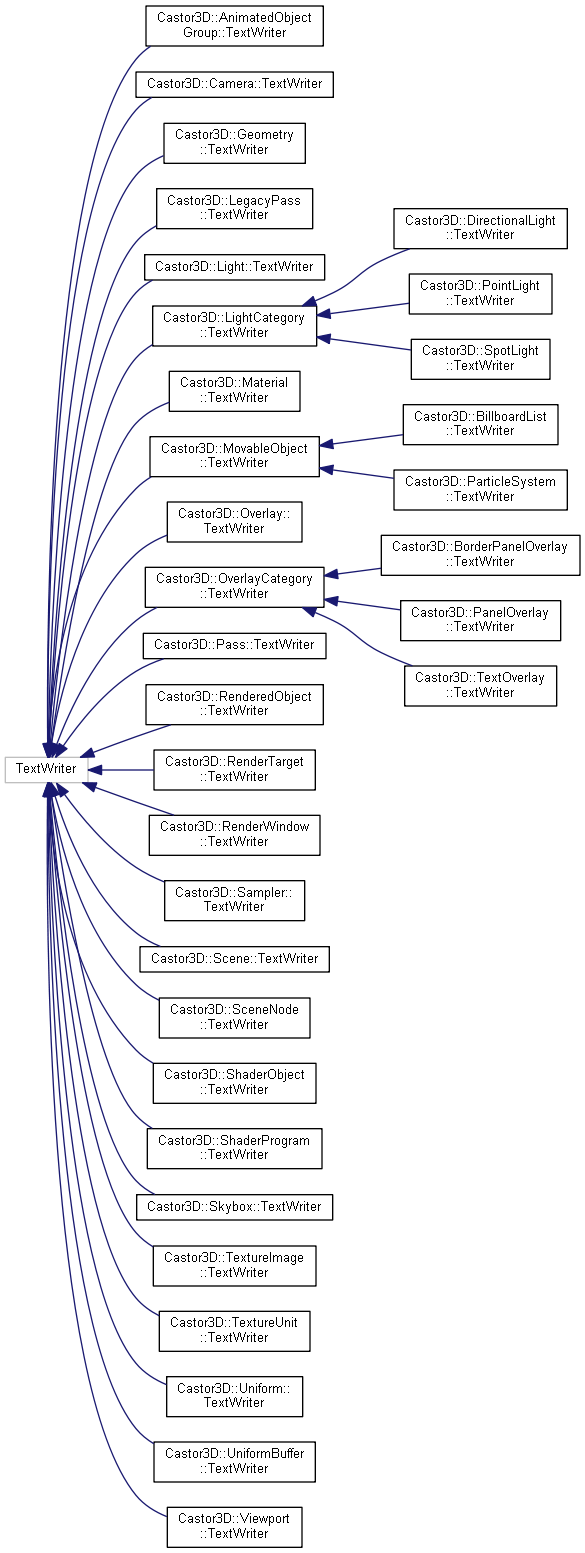 Castor3D::AnimatedObject
Group::TextWriter
Castor3D::Camera::TextWriter
Castor3D::Geometry
::TextWriter
Castor3D::LegacyPass
::TextWriter
Castor3D::DirectionalLight
::TextWriter
Castor3D::Light::TextWriter
Castor3D::PointLight
::TextWriter
Castor3D::LightCategory
::TextWriter
Castor3D::SpotLight
::TextWriter
Castor3D::Material
::TextWriter
Castor3D::BillboardList
::TextWriter
Castor3D::MovableObject
::TextWriter
Castor3D::ParticleSystem
::TextWriter
Castor3D::Overlay::
TextWriter
Castor3D::BorderPanelOverlay
::TextWriter
Castor3D::OverlayCategory
::TextWriter
Castor3D::PanelOverlay
::TextWriter
Castor3D::Pass::TextWriter
Castor3D::TextOverlay
::TextWriter
Castor3D::RenderedObject
::TextWriter
TextWriter
Castor3D::RenderTarget
::TextWriter
Castor3D::RenderWindow
::TextWriter
Castor3D::Sampler::
TextWriter
Castor3D::Scene::TextWriter
Castor3D::SceneNode
::TextWriter
Castor3D::ShaderObject
::TextWriter
Castor3D::ShaderProgram
::TextWriter
Castor3D::Skybox::TextWriter
Castor3D::TextureImage
::TextWriter
Castor3D::TextureUnit
::TextWriter
Castor3D::Uniform::
TextWriter
Castor3D::UniformBuffer
::TextWriter
Castor3D::Viewport
::TextWriter